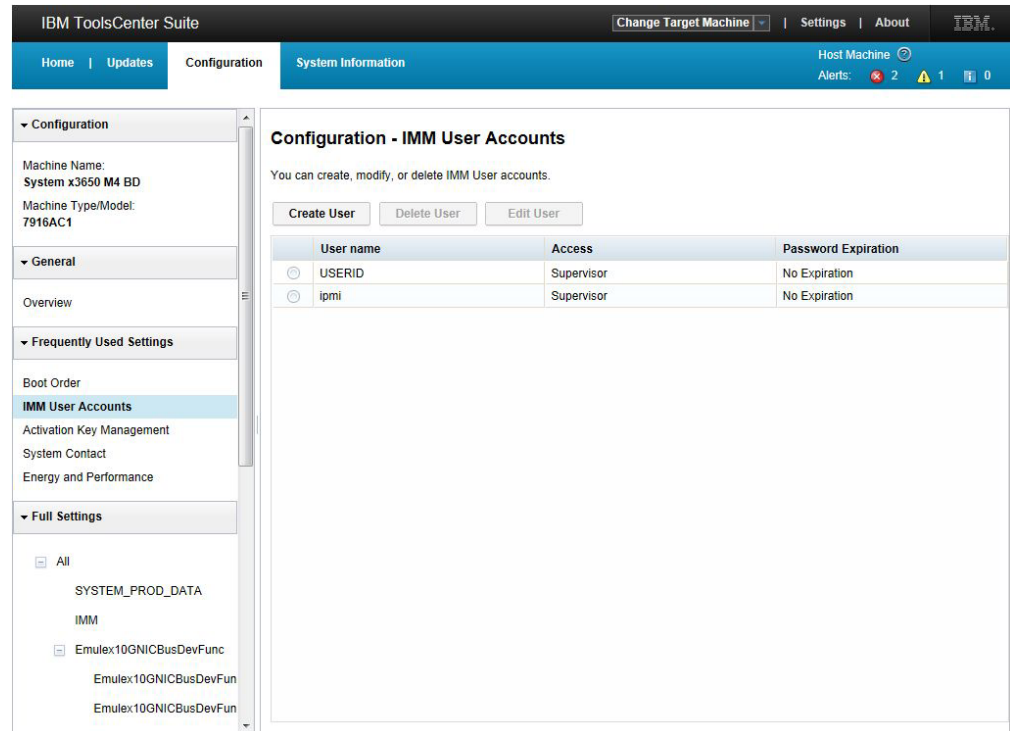 IBM ToolsCenter Suite
Change Target Machine | Settings | About
IBM.
Home | Updates Configuration System Information
Host Machine
Alerts: 2 1 0
Configuration
Machine Name:
System x3650 M4 BD
Machine Type/Model:
7916AC1
General
Overview
Frequently Used Settings
Boot Order
IMM User Accounts
Activation Key Management
System Contact
Energy and Performance
Full Settings
All
SYSTEM_PROD_DATA
IMM
Emulex10GNICBusDevFunc
Emulex10GNICBusDevFun
Emulex10GNICBusDevFun
Configuration - IMM User Accounts
You can create, modify, or delete IMM User accounts.
Create User Delete User Edit User
User name Access Password Expiration
USERID Supervisor No Expiration
ipmi Supervisor No Expiration